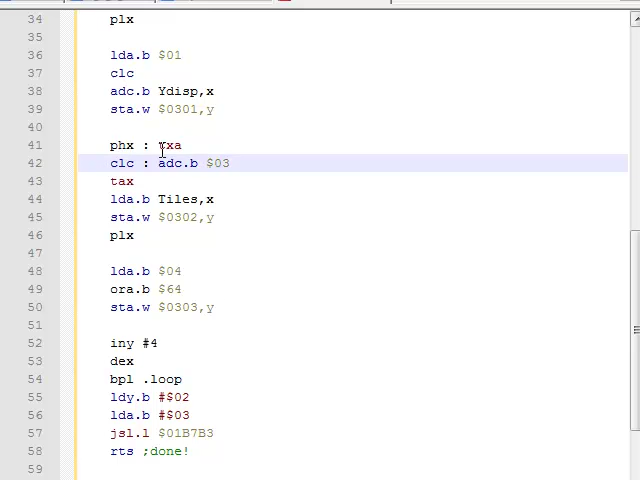 34 plx
35
36 lda.b $01
37 clc
38 adc.b Ydisp,x
39 sta.w $0301,y
40
41 phx : txa
42 clc : adc.b $03
43 tax
44 lda.b Tiles,x
45 sta.w $0302,y
46 plx
47
48 lda.b $04
49 ora.b $64
50 sta.w $0303,y
51
52 iny #4
53 dex
54 bpl .loop
55 ldy.b #$02
56 lda.b #$03
57 jsl.l $01B7B3
58 rts ;done!
59